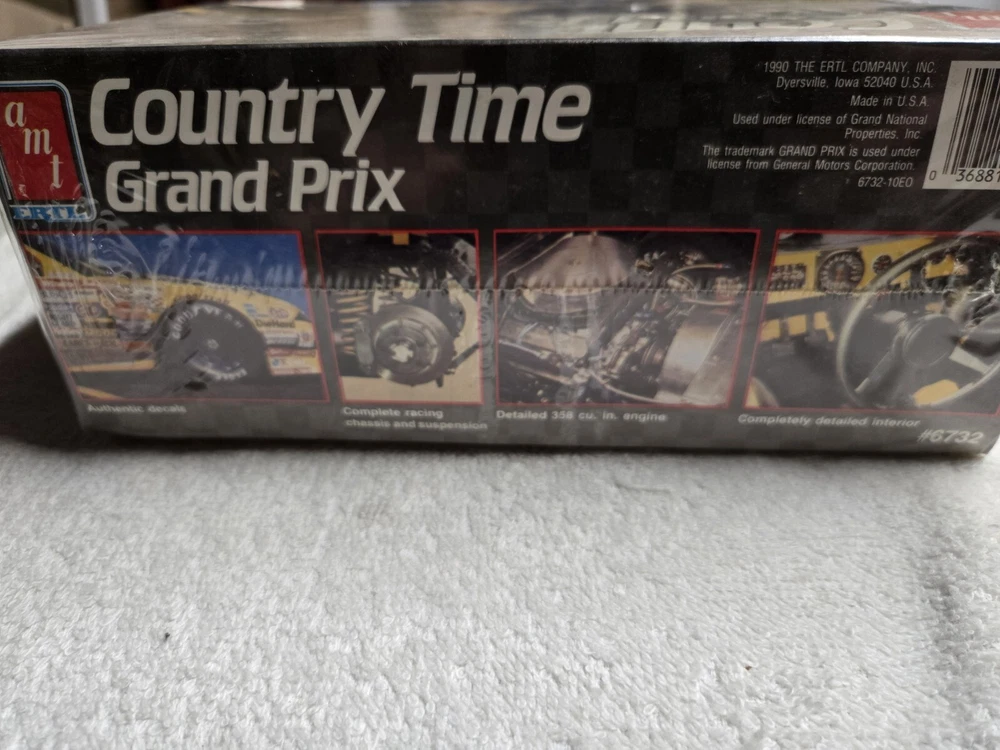 amt
ERTL
Country Time
Grand Prix
1990 THE ERTL COMPANY, INC.
Dyersville, Iowa 52040 U.S.A.
Made in U.S.A.
Used under license of Grand National
Properties. Inc.
The trademark GRAND PRIX is used under
license from General Motors Corporation.
6732-10EO
0 36881
Authentic decals
Complete racing
chassis and suspension
Detailed 358 cu. in. engine
Completely detailed interior
#6732